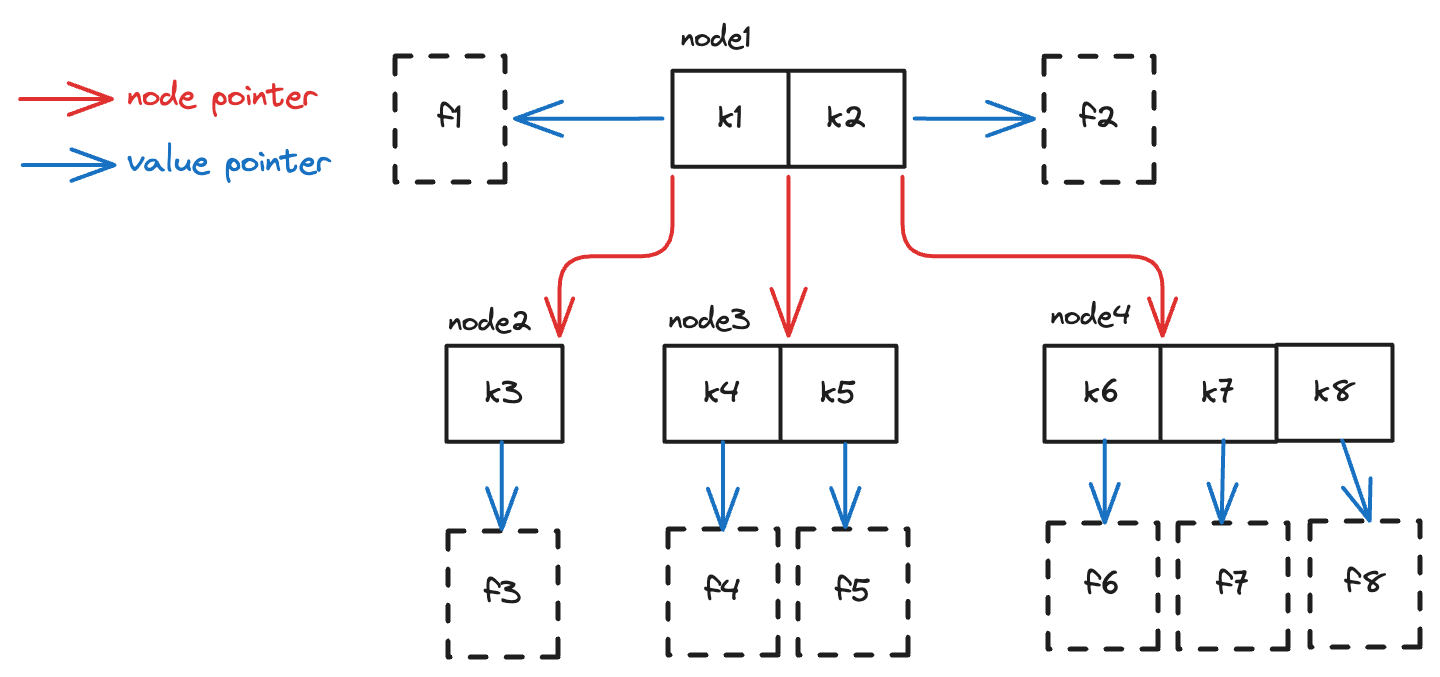 node1
node pointer
value pointer
f1
k1
k2
f2
node2
node3
node4
k3
k4
k5
k6
k7
k8
f3
f4
f5
f6
f7
f8